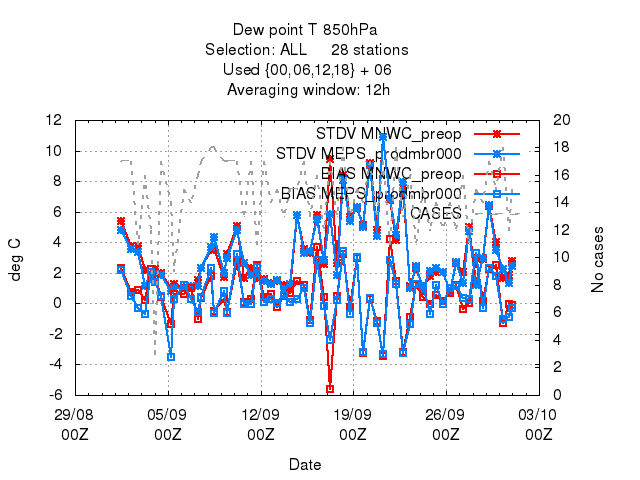 Dew point T 850hPa
Selection: ALL 28 stations
Used {00,06,12,18} + 06
Averaging window: 12h
STDV MNWC_preop
STDV MEPS_prodmbr000
BIAS MNWC_preop
BIAS MEPS_prodmbr000
CASES
deg C
12
10
8
6
4
2
0
-2
-4
-6
No cases
20
18
16
14
12
10
8
6
4
2
0
29/08 05/09 12/09 19/09 26/09 03/10
00Z 00Z 00Z 00Z 00Z 00Z
Date